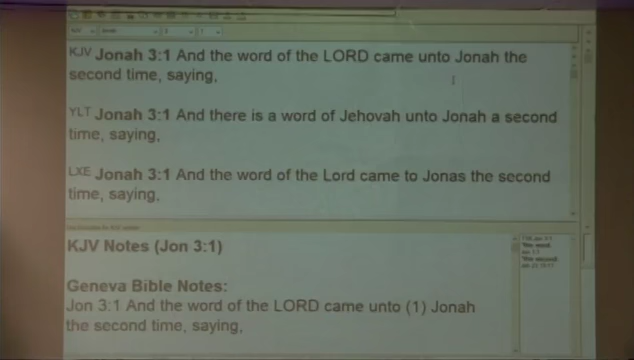 KJV Jonah 3:1 And the word of the LORD came unto Jonah the
second time, saying,
YLT Jonah 3:1 And there is a word of Jehovah unto Jonah a second
time, saying,
LXE Jonah 3:1 And the word of the Lord came to Jonas the second
time, saying,
KJV Notes (Jon 3:1)
Geneva Bible Notes:
Jon 3:1 And the word of the LORD came unto (1) Jonah
the second time, saying,